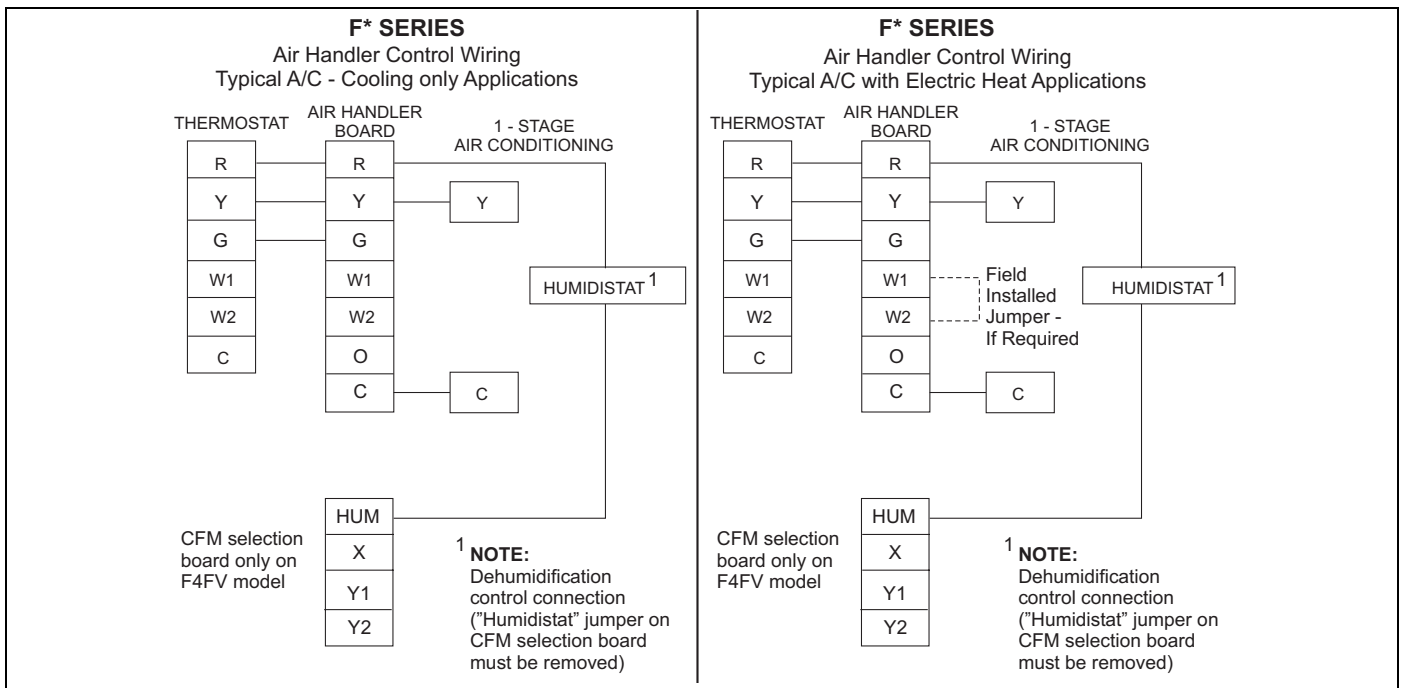 F* SERIES
Air Handler Control Wiring
Typical A/C - Cooling only Applications
THERMOSTAT
AIR HANDLER
BOARD
1 - STAGE
AIR CONDITIONING
R
R
Y
Y
Y
G
G
W1
W1
HUMIDISTAT 1
W2
W2
C
O
C
C
CFM selection
board only on
F4FV model
HUM
X
Y1
Y2
1 NOTE:
Dehumidification
control connection
("Humidistat" jumper on
CFM selection board
must be removed)
F* SERIES
Air Handler Control Wiring
Typical A/C with Electric Heat Applications
THERMOSTAT
AIR HANDLER
BOARD
1 - STAGE
AIR CONDITIONING
R
R
Y
Y
Y
G
G
W1
W1
W2
W2
Field
Installed
Jumper -
If Required
HUMIDISTAT 1
C
O
C
C
CFM selection
board only on
F4FV model
HUM
X
Y1
Y2
1 NOTE:
Dehumidification
control connection
("Humidistat" jumper on
CFM selection board
must be removed)